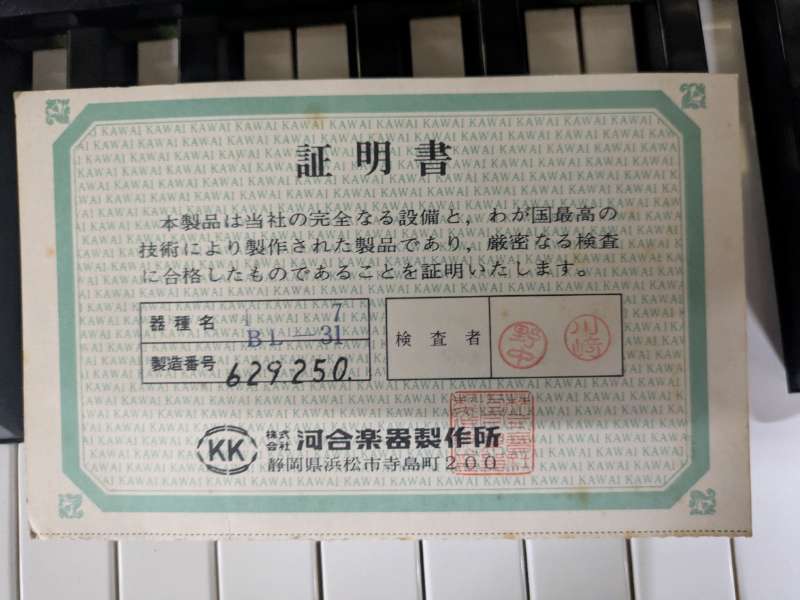 証明書
本製品は当社の完全なる設備と，わが国最高の
技術により製作された製品であり，厳密なる検査
に合格したものであることを証明いたします。
器種名 BL－31 7
製造番号 629250.
検査者 野中 川﨑
KK 株式会社 河合楽器製作所
静岡県浜松市寺島町200